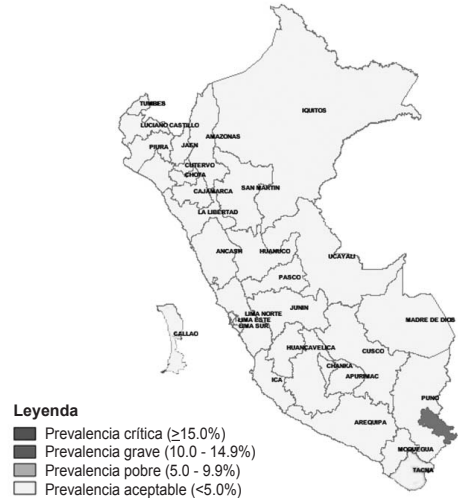 TUMBES
IQUITOS
LUCIANO CASTILLO
AMAZONAS
PIURA
JAEN
CUTERVO
CHOTA
SAN MARTIN
CAJAMARCA
LA LIBERTAD
ANCASH
HUANUCO
UCAYALI
PASCO
JUNIN
LIMA NORTE
LIMA ESTE
LIMA SUR
MADRE DE DIOS
CALLAO
HUANCAVELICA
CUSCO
CHANKA
APURIMAC
ICA
PUNO
AREQUIPA
MOQUEGUA
TACNA
Leyenda
Prevalencia crítica (≥15.0%)
Prevalencia grave (10.0 - 14.9%)
Prevalencia pobre (5.0 - 9.9%)
Prevalencia aceptable (<5.0%)